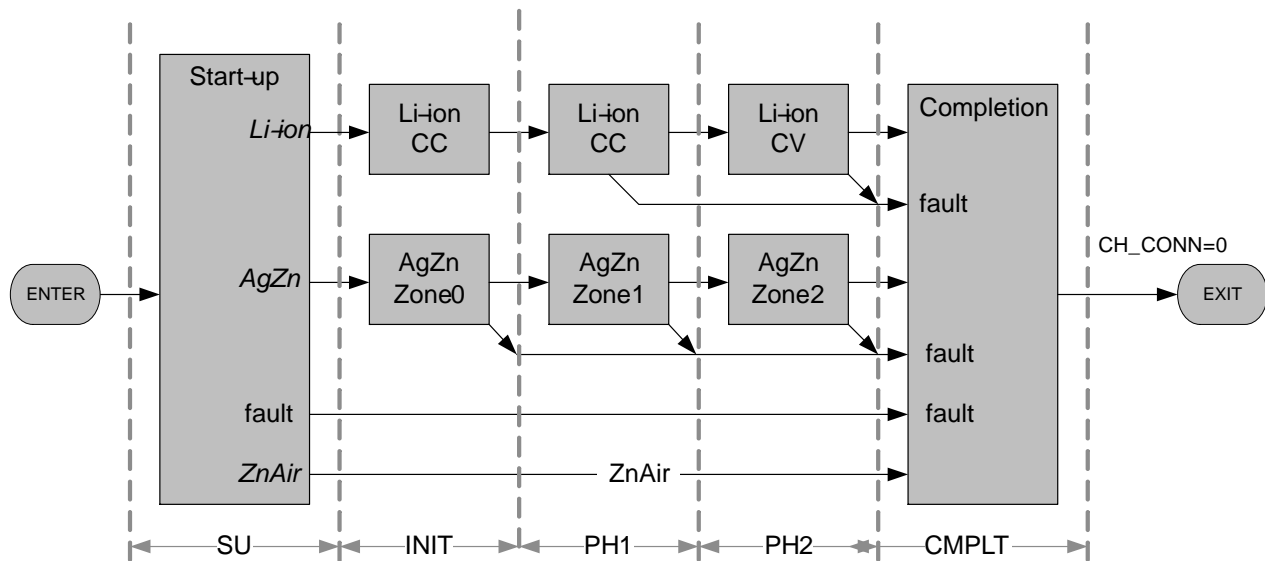 Start-up
Li-ion
Li-ion
CC
Li-ion
CC
Li-ion
CV
Completion
fault
CH_CONN=0
ENTER
AgZn
AgZn
Zone0
AgZn
Zone1
AgZn
Zone2
EXIT
fault
fault
fault
ZnAir
ZnAir
SU
INIT
PH1
PH2
CMPLT